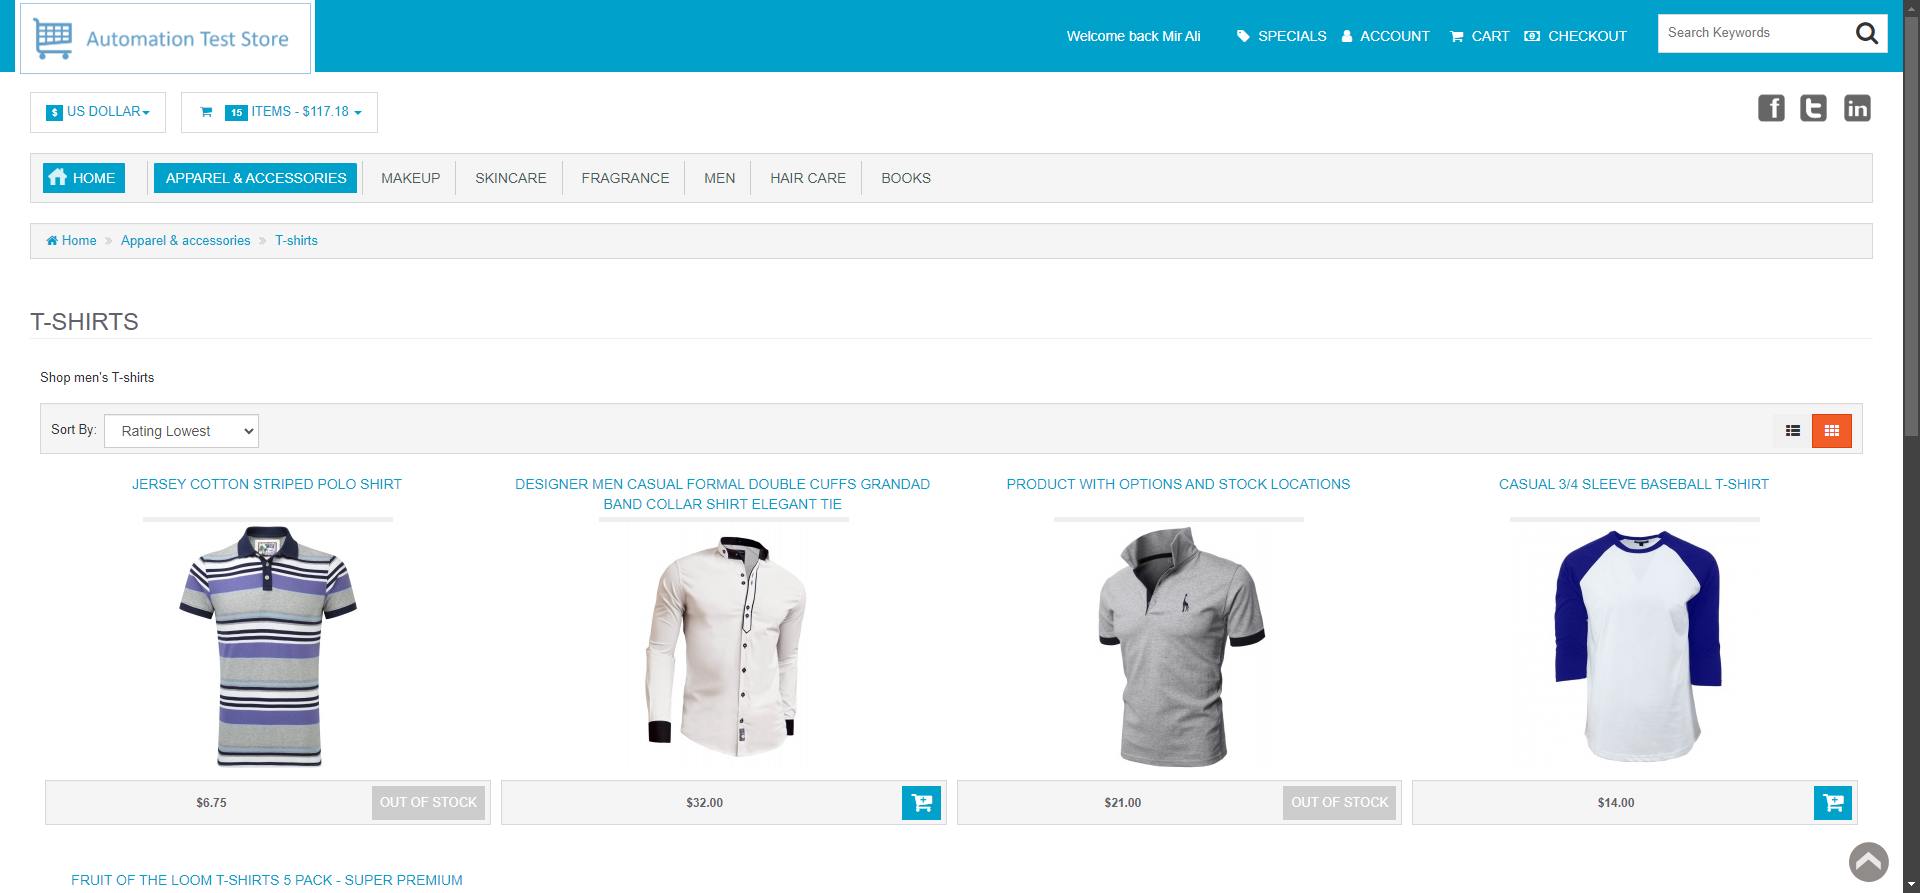 Automation Test Store
Welcome back Mir Ali
SPECIALS
ACCOUNT
CART
CHECKOUT
Search Keywords
$ US DOLLAR
15 ITEMS - $117.18
HOME
APPAREL & ACCESSORIES
MAKEUP
SKINCARE
FRAGRANCE
MEN
HAIR CARE
BOOKS
Home » Apparel & accessories » T-shirts
T-SHIRTS
Shop men's T-shirts
Sort By: Rating Lowest
JERSEY COTTON STRIPED POLO SHIRT
DESIGNER MEN CASUAL FORMAL DOUBLE CUFFS GRANDAD
BAND COLLAR SHIRT ELEGANT TIE
PRODUCT WITH OPTIONS AND STOCK LOCATIONS
CASUAL 3/4 SLEEVE BASEBALL T-SHIRT
$6.75
OUT OF STOCK
$32.00
$21.00
OUT OF STOCK
$14.00
FRUIT OF THE LOOM T-SHIRTS 5 PACK - SUPER PREMIUM